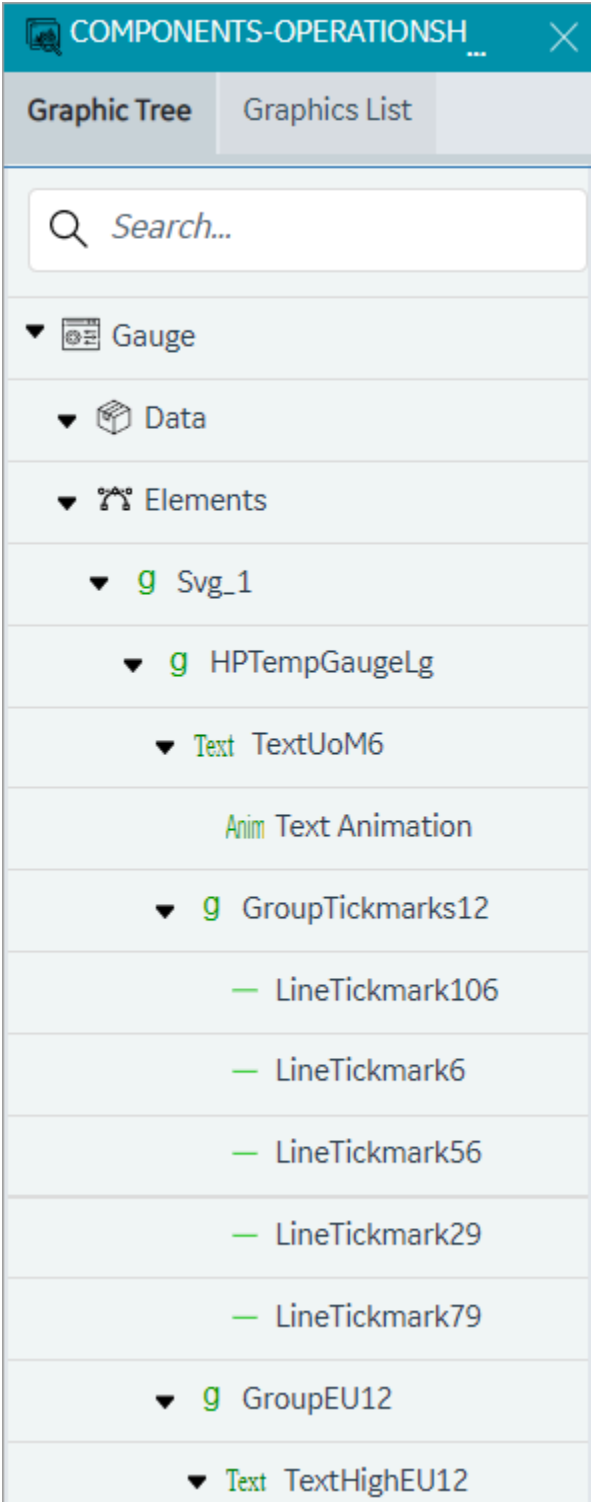 COMPONENTS-OPERATIONSH...
Graphic Tree Graphics List
Search...
Gauge
Data
Elements
g Svg_1
g HPTempGaugeLg
Text TextUoM6
Anim Text Animation
g GroupTickmarks12
LineTickmark106
LineTickmark6
LineTickmark56
LineTickmark29
LineTickmark79
g GroupEU12
Text TextHighEU12